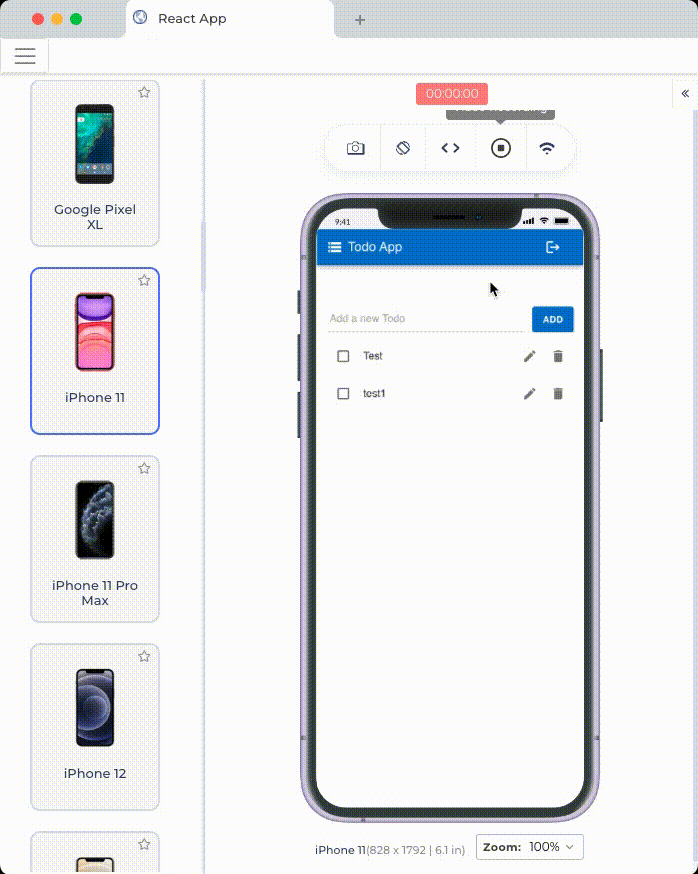 React App
+
00:00:00
Google Pixel
XL
iPhone 11
iPhone 11 Pro
Max
iPhone 12
9:41
Todo App
Add a new Todo
ADD
Test
test1
iPhone 11(828 x 1792 | 6.1 in)
Zoom: 100%